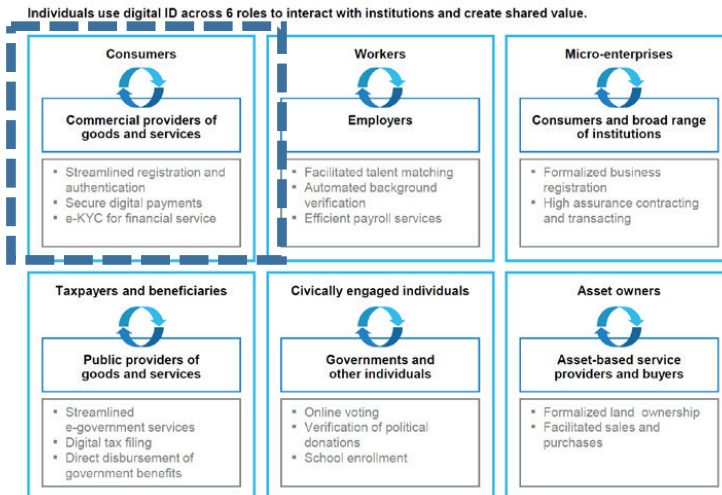 Individuals use digital ID across 6 roles to interact with institutions and create shared value.
Consumers
Commercial providers of
goods and services
▪ Streamlined registration and
authentication
▪ Secure digital payments
▪ e-KYC for financial service
Workers
Employers
▪ Facilitated talent matching
▪ Automated background
verification
▪ Efficient payroll services
Micro-enterprises
Consumers and broad range
of institutions
▪ Formalized business
registration
▪ High assurance contracting
and transacting
Taxpayers and beneficiaries
Public providers of
goods and services
▪ Streamlined
e-government services
▪ Digital tax filing
▪ Direct disbursement of
government benefits
Civically engaged individuals
Governments and
other individuals
▪ Online voting
▪ Verification of political
donations
▪ School enrollment
Asset owners
Asset-based service
providers and buyers
▪ Formalized land ownership
▪ Facilitated sales and
purchases